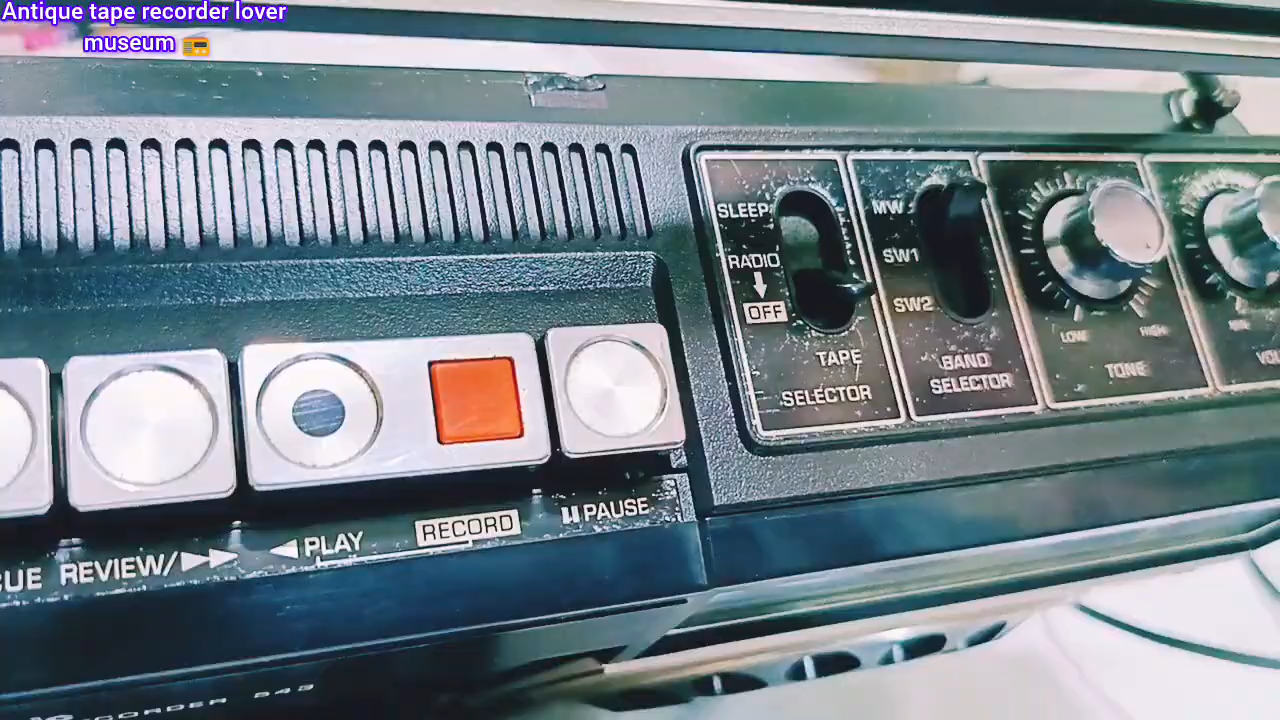 Antique tape recorder lover
museum 📻
SLEEP
RADIO
OFF
TAPE
SELECTOR
MW
SW1
SW2
BAND
SELECTOR
LOW HIGH
TONE
REVIEW/▶▶ ◀PLAY RECORD ⏸PAUSE
543